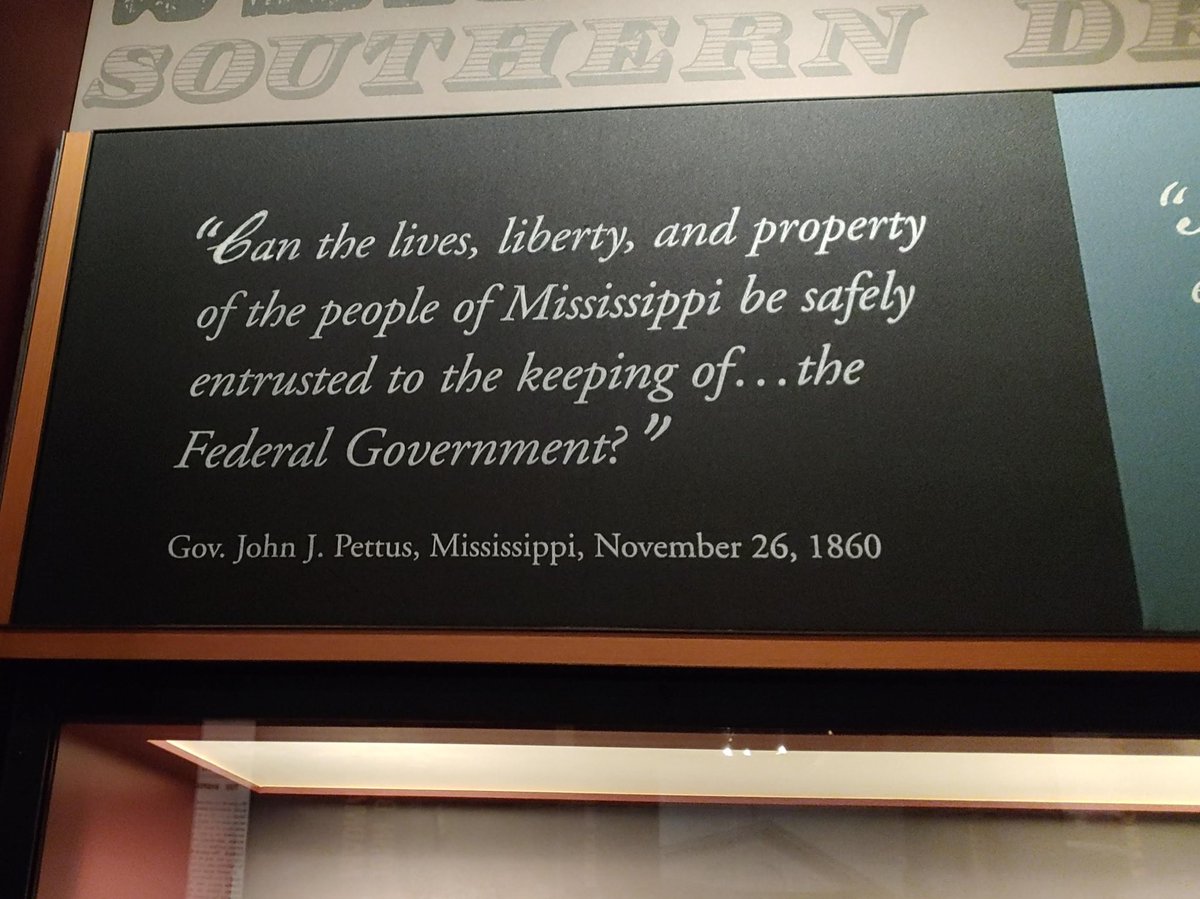 SOUTHERN
“Can the lives, liberty, and property
of the people of Mississippi be safely
entrusted to the keeping of...the
Federal Government?”
Gov. John J. Pettus, Mississippi, November 26, 1860